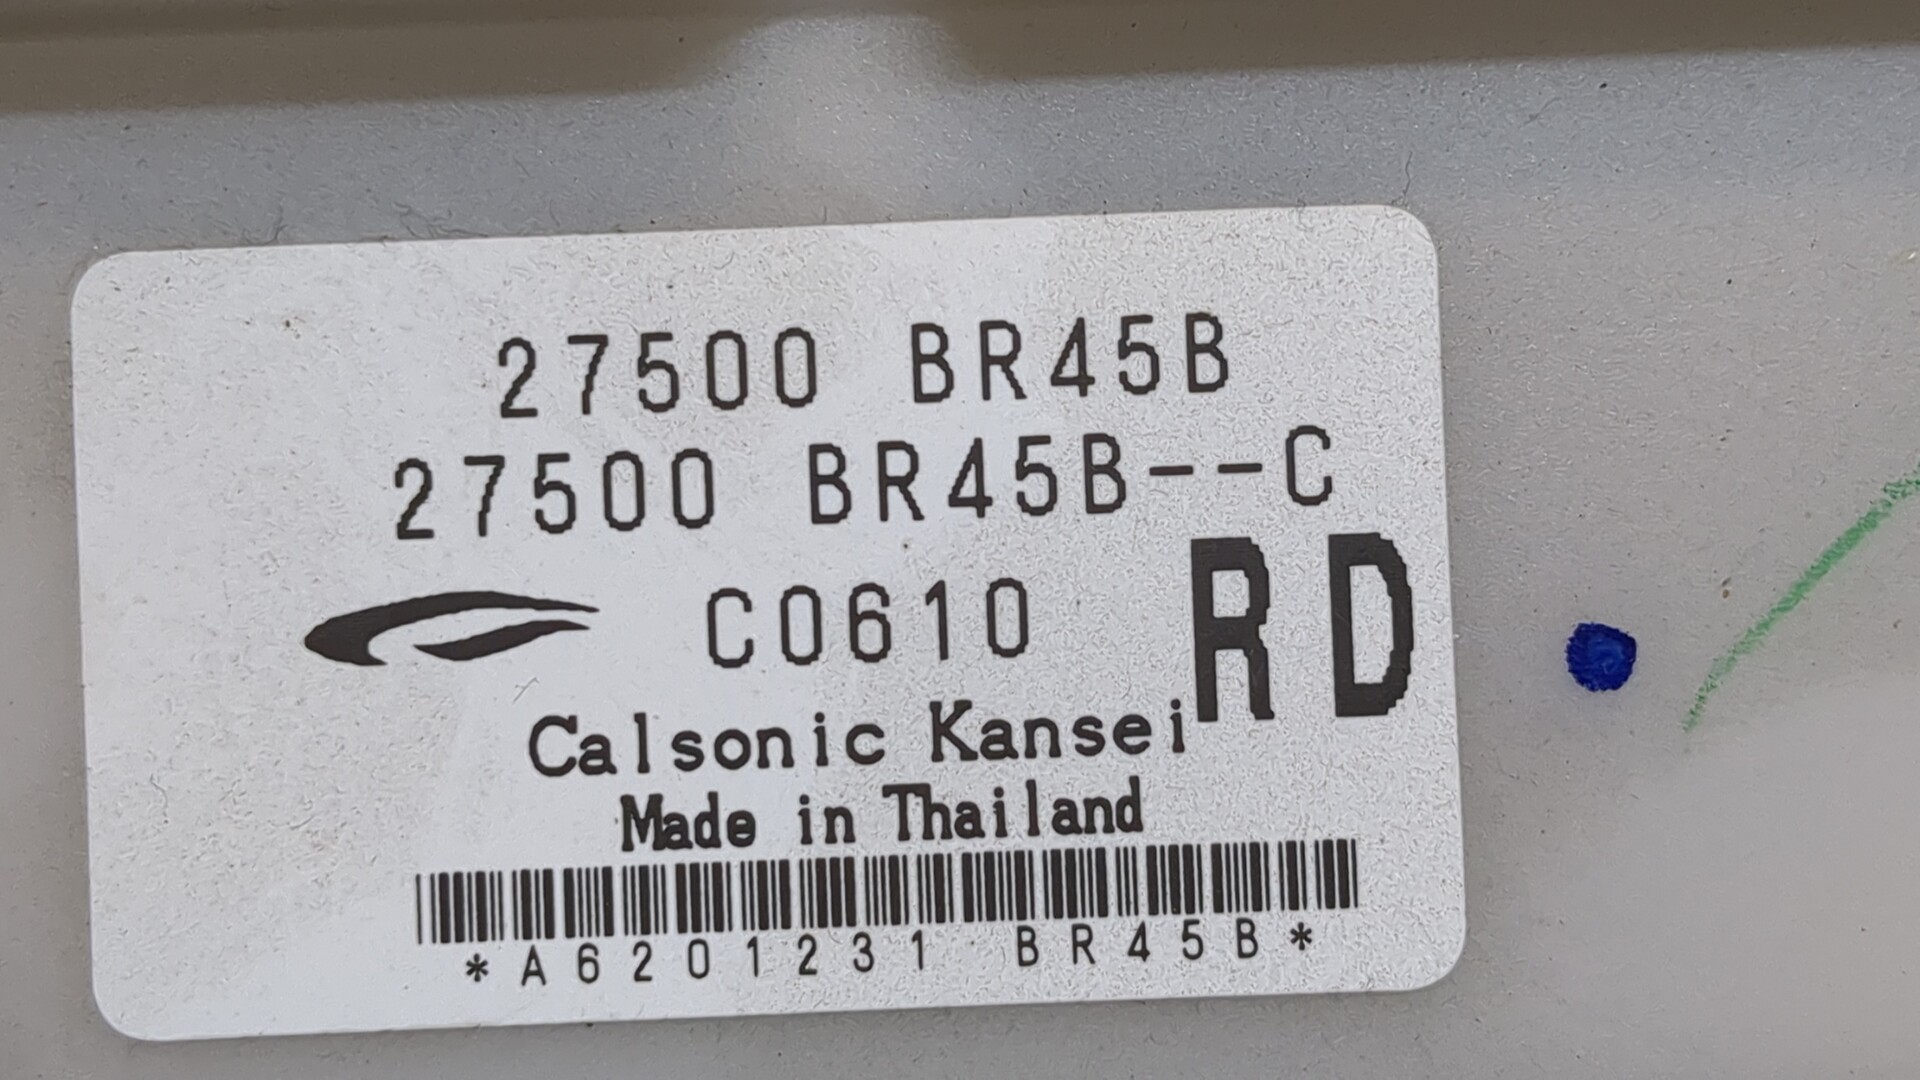 27500 BR45B
27500 BR45B--C
C0610 RD
Calsonic Kansei
Made in Thailand
*A6201231 BR45B*